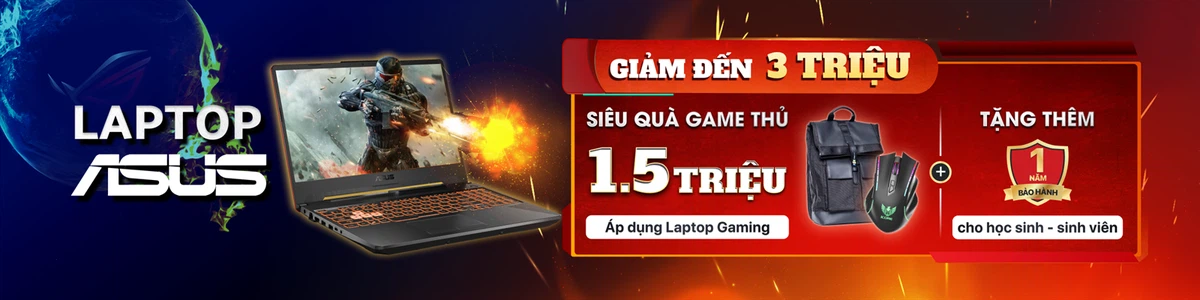 LAPTOP
ASUS
ASUS
GIẢM ĐẾN 3 TRIỆU
SIÊU QUÀ GAME THỦ
1.5 TRIỆU
Áp dụng Laptop Gaming
TẶNG THÊM
1
NĂM
BẢO HÀNH
cho học sinh - sinh viên